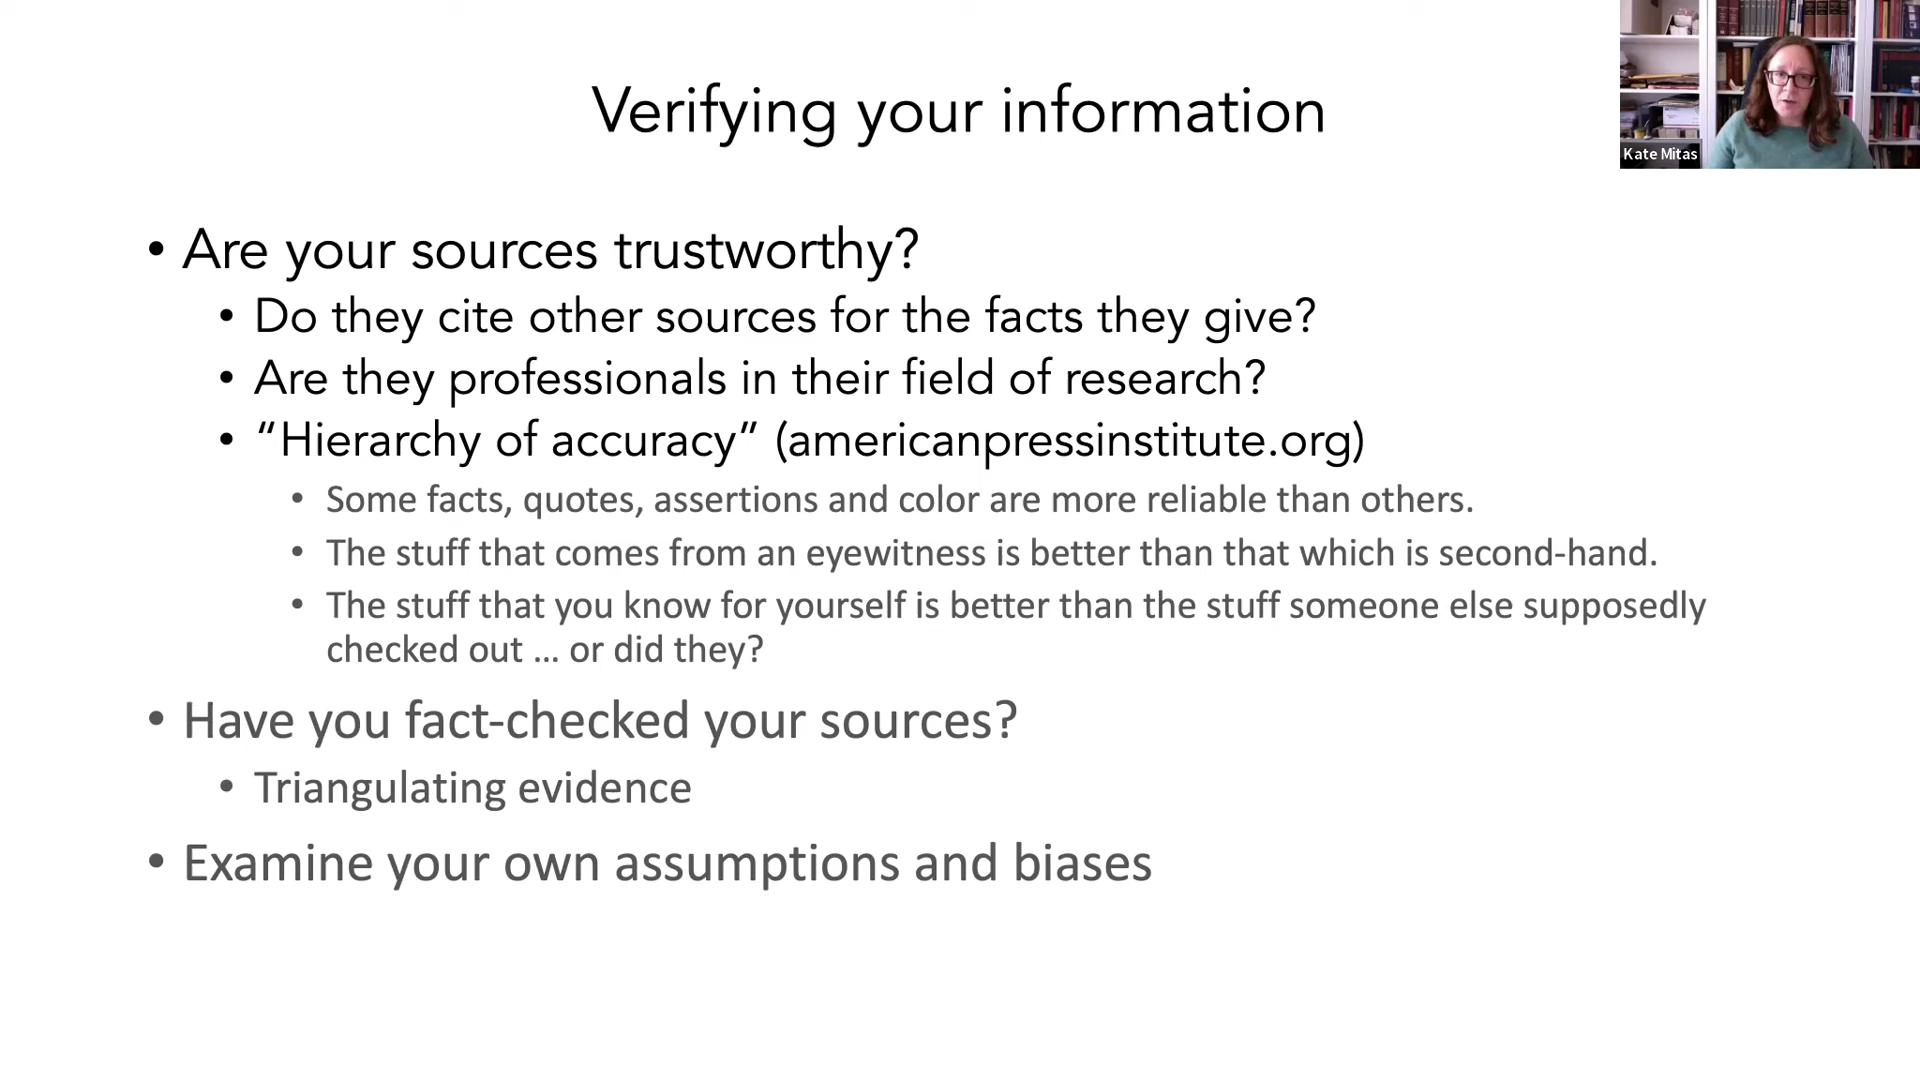 Verifying your information
Kate Mitas
• Are your sources trustworthy?
• Do they cite other sources for the facts they give?
• Are they professionals in their field of research?
• “Hierarchy of accuracy” (americanpressinstitute.org)
• Some facts, quotes, assertions and color are more reliable than others.
• The stuff that comes from an eyewitness is better than that which is second-hand.
• The stuff that you know for yourself is better than the stuff someone else supposedly
checked out ... or did they?
• Have you fact-checked your sources?
• Triangulating evidence
• Examine your own assumptions and biases